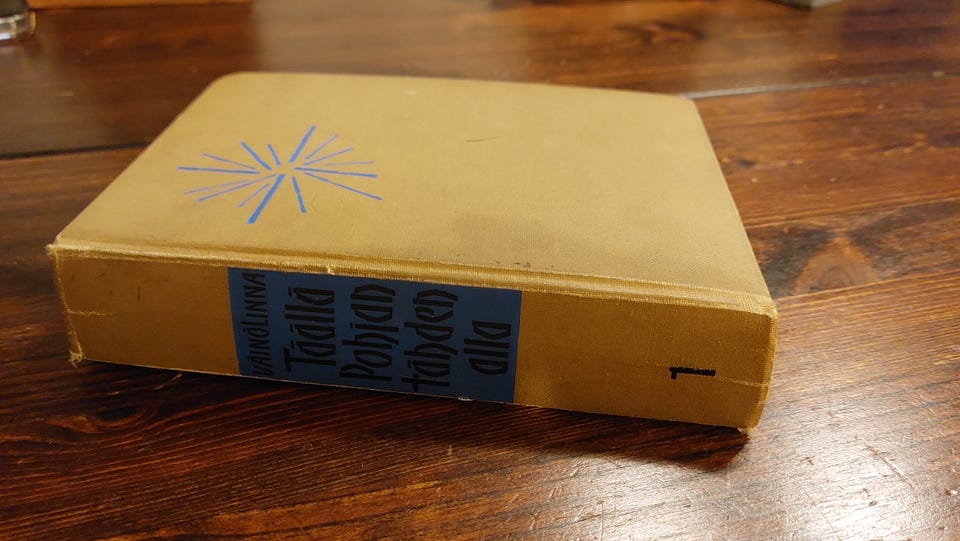 VÄINÖ LINNA
Täällä
Pohjan
tähden
alla
1